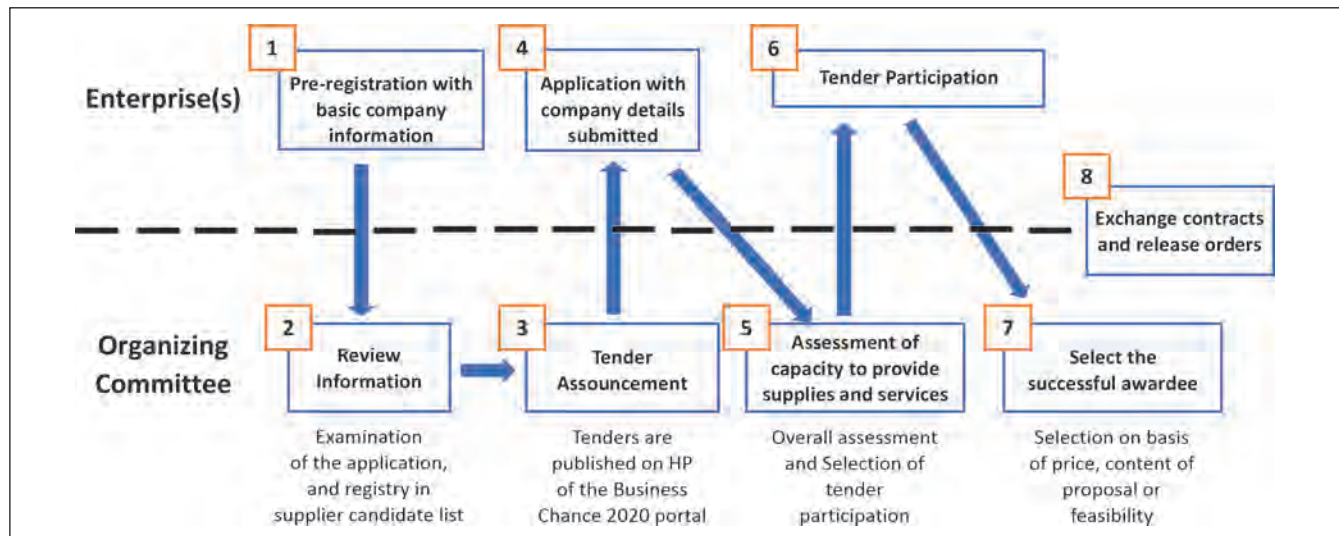 1
Pre-registration with
basic company
information
4
Application with
company details
submitted
6
Tender Participation
Enterprise(s)
8
Exchange contracts
and release orders
Organizing
Committee
2
Review
Information
3
Tender
Assouncement
5
Assessment of
capacity to provide
supplies and services
7
Select the
successful awardee
Examination
of the application,
and registry in
supplier candidate list
Tenders are
published on HP
of the Business
Chance 2020 portal
Overall assessment
and Selection of
tender
participation
Selection on basis
of price, content of
proposal or
feasibility